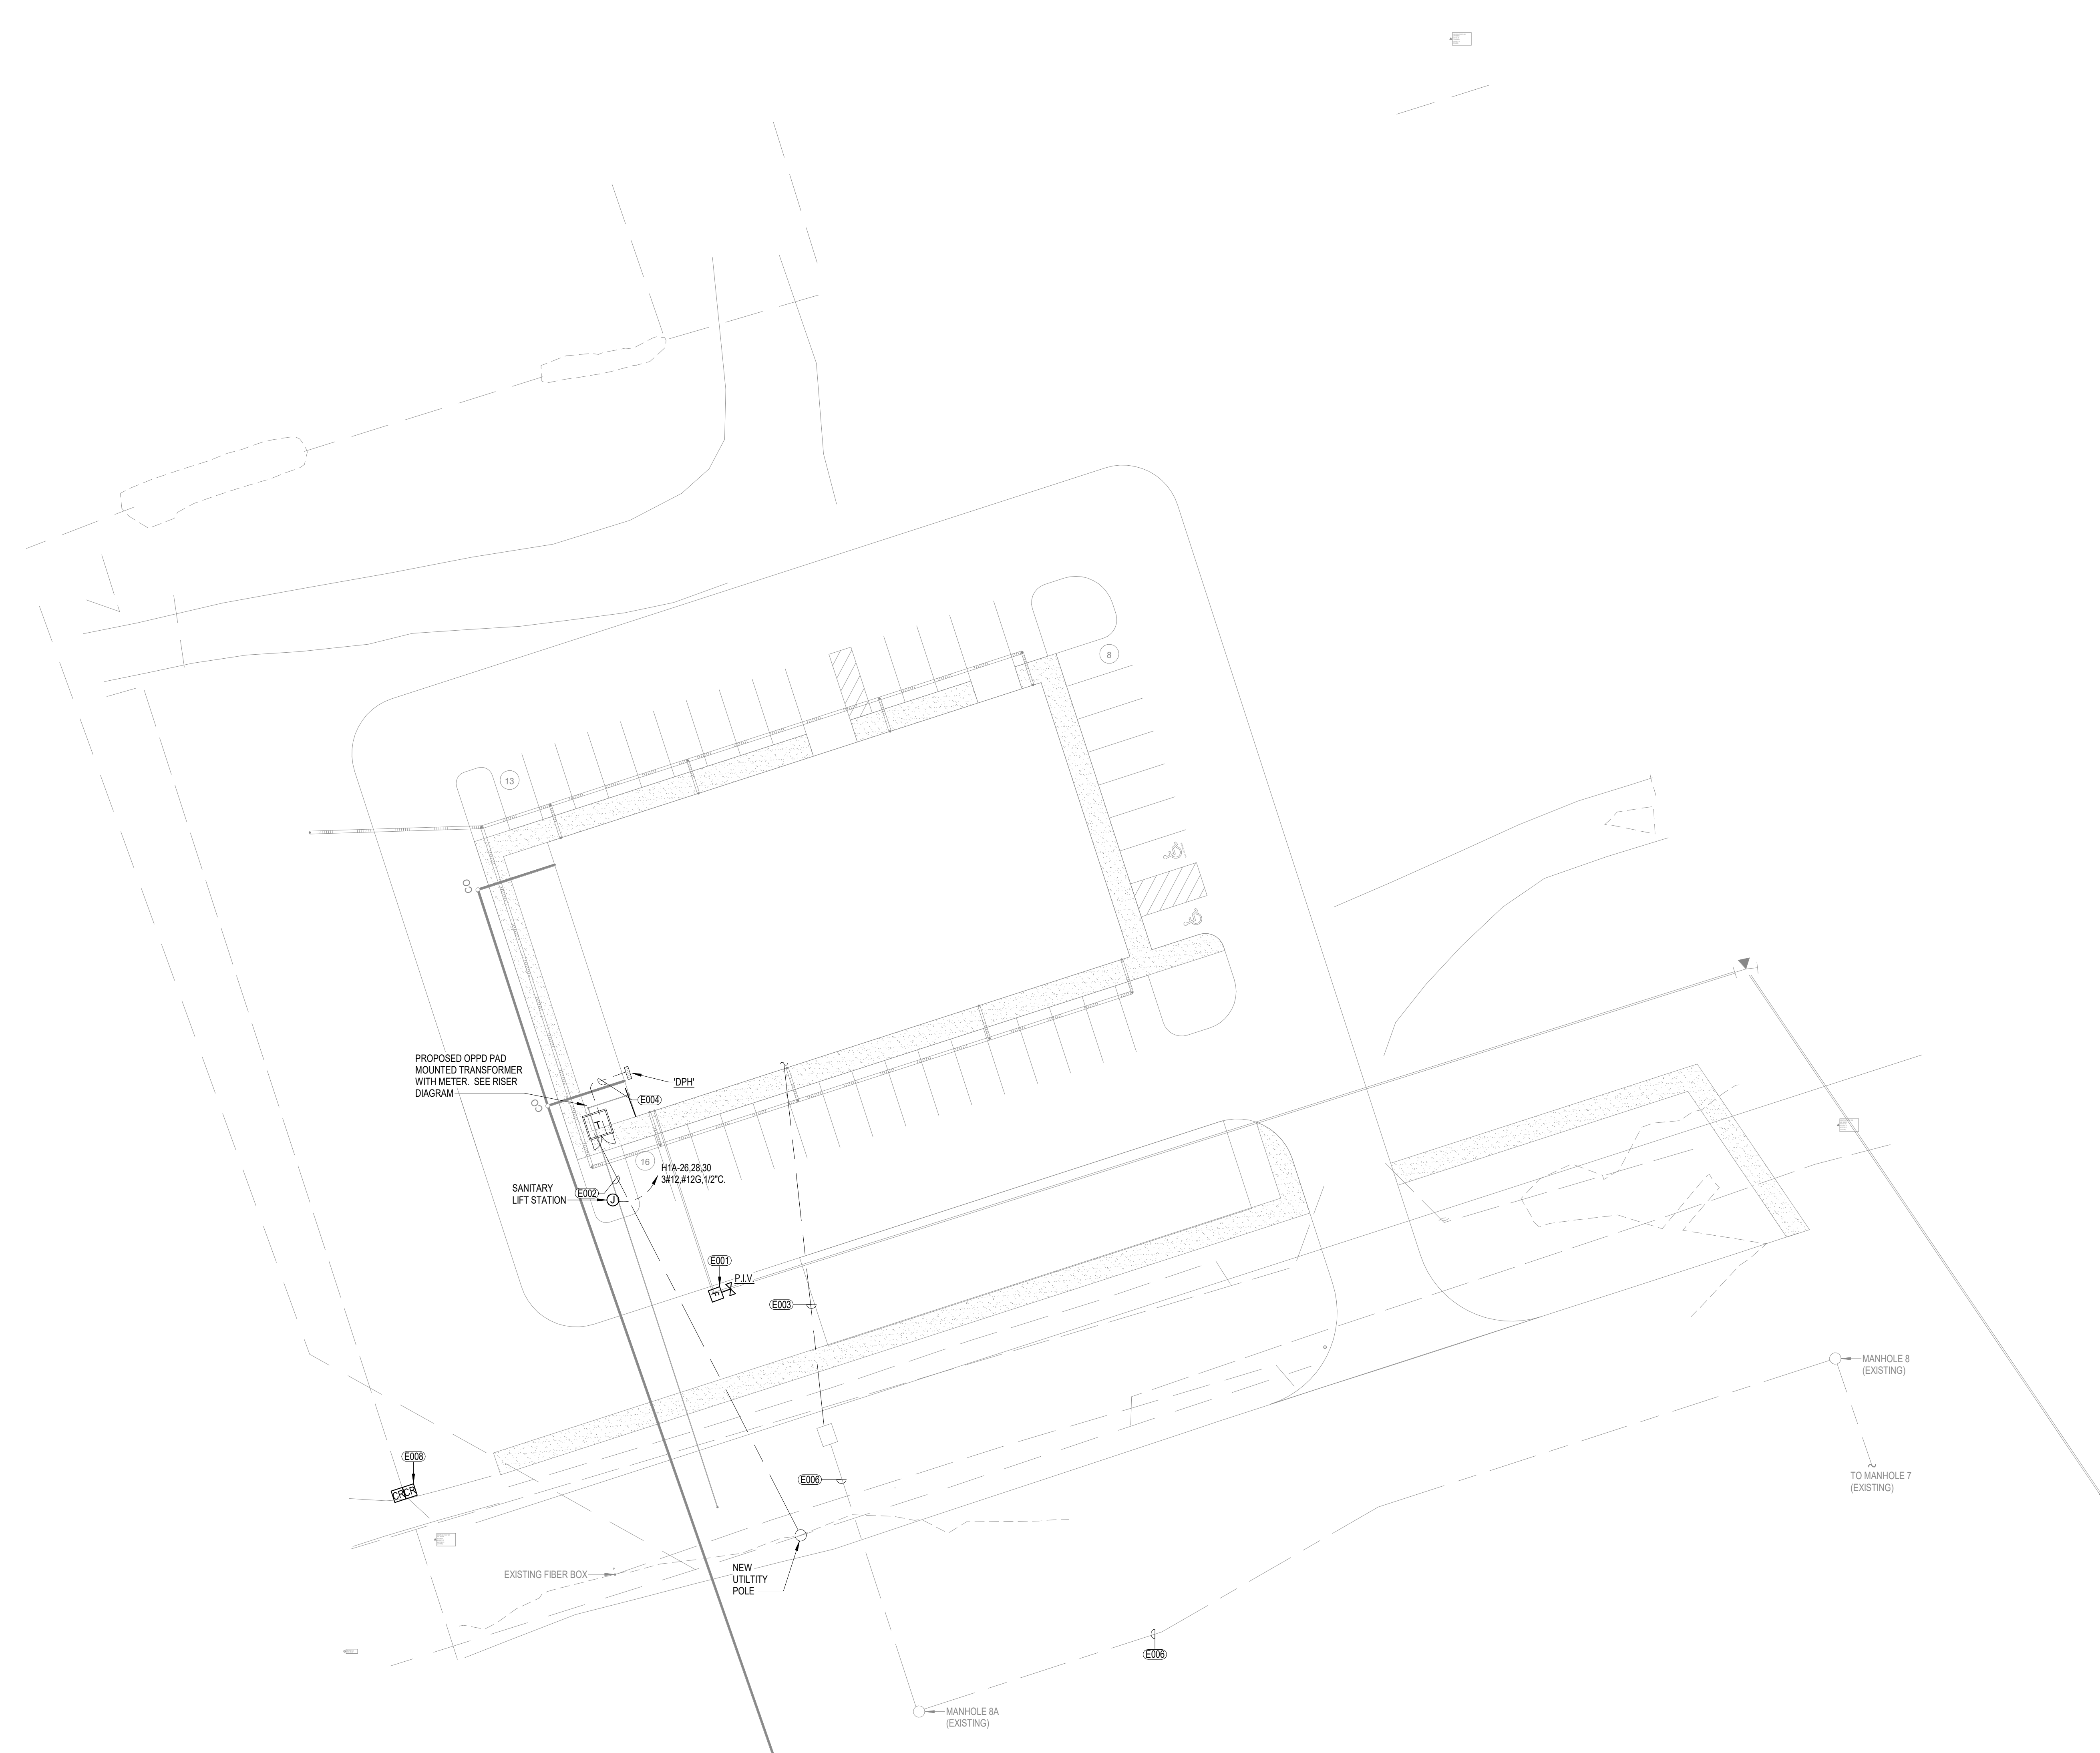 8
13
CO
PROPOSED OPPD PAD
MOUNTED TRANSFORMER
WITH METER. SEE RISER
DIAGRAM
'DPH'
E004
CO
T
16
H1A-26,28,30
3#12,#12G,1/2"C.
SANITARY
LIFT STATION
E002
J
E001
P.I.V.
F
E003
MANHOLE 8
(EXISTING)
E008
CR
CR
E006
TO MANHOLE 7
(EXISTING)
EXISTING FIBER BOX
NEW
UTILTITY
POLE
E006
MANHOLE 8A
(EXISTING)